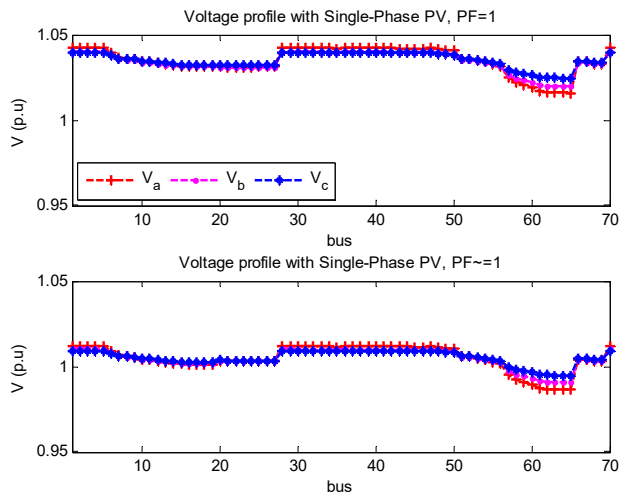 Voltage profile with Single-Phase PV, PF=1
1.05
1
0.95
V (p.u)
V_a
V_b
V_c
10 20 30 40 50 60 70
bus
Voltage profile with Single-Phase PV, PF~=1
1.05
1
0.95
V (p.u)
10 20 30 40 50 60 70
bus